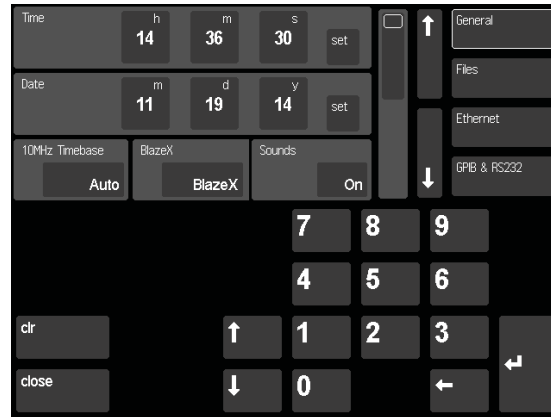 Time
h m s
14 36 30 set
Date
m d y
11 19 14 set
10MHz Timebase
Auto
BlazeX
BlazeX
Sounds
On
General
Files
Ethernet
GPIB & RS232
7 8 9
4 5 6
clr 1 2 3
close 0